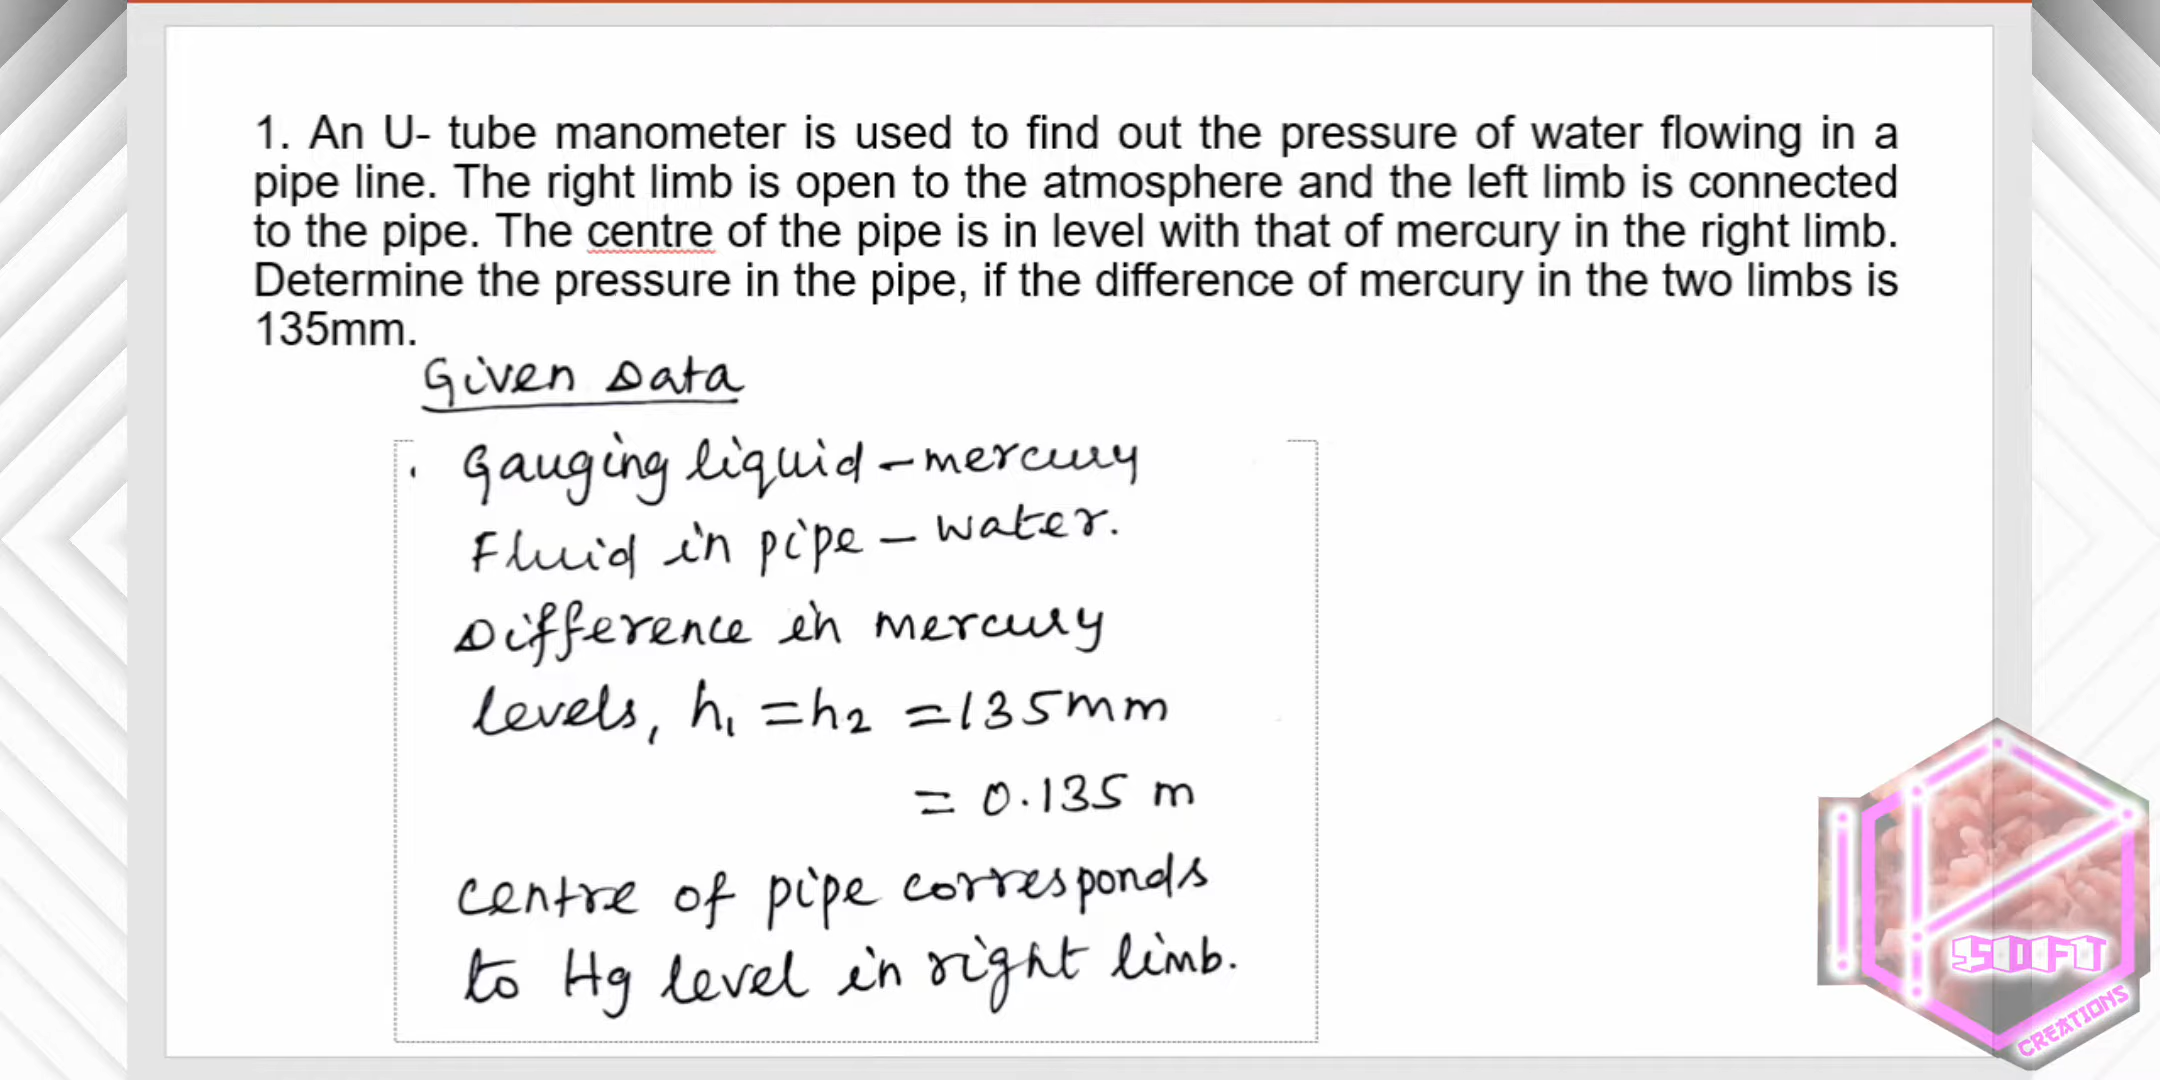 1. An U- tube manometer is used to find out the pressure of water flowing in a
pipe line. The right limb is open to the atmosphere and the left limb is connected
to the pipe. The centre of the pipe is in level with that of mercury in the right limb.
Determine the pressure in the pipe, if the difference of mercury in the two limbs is
135mm.
Given Data
Gauging liquid - mercury
Fluid in pipe - water.
Difference in mercury
levels, h₁ = h₂ = 135mm
= 0.135 m
Centre of pipe corresponds
to Hg level in right limb.
SOFT
CREATIONS